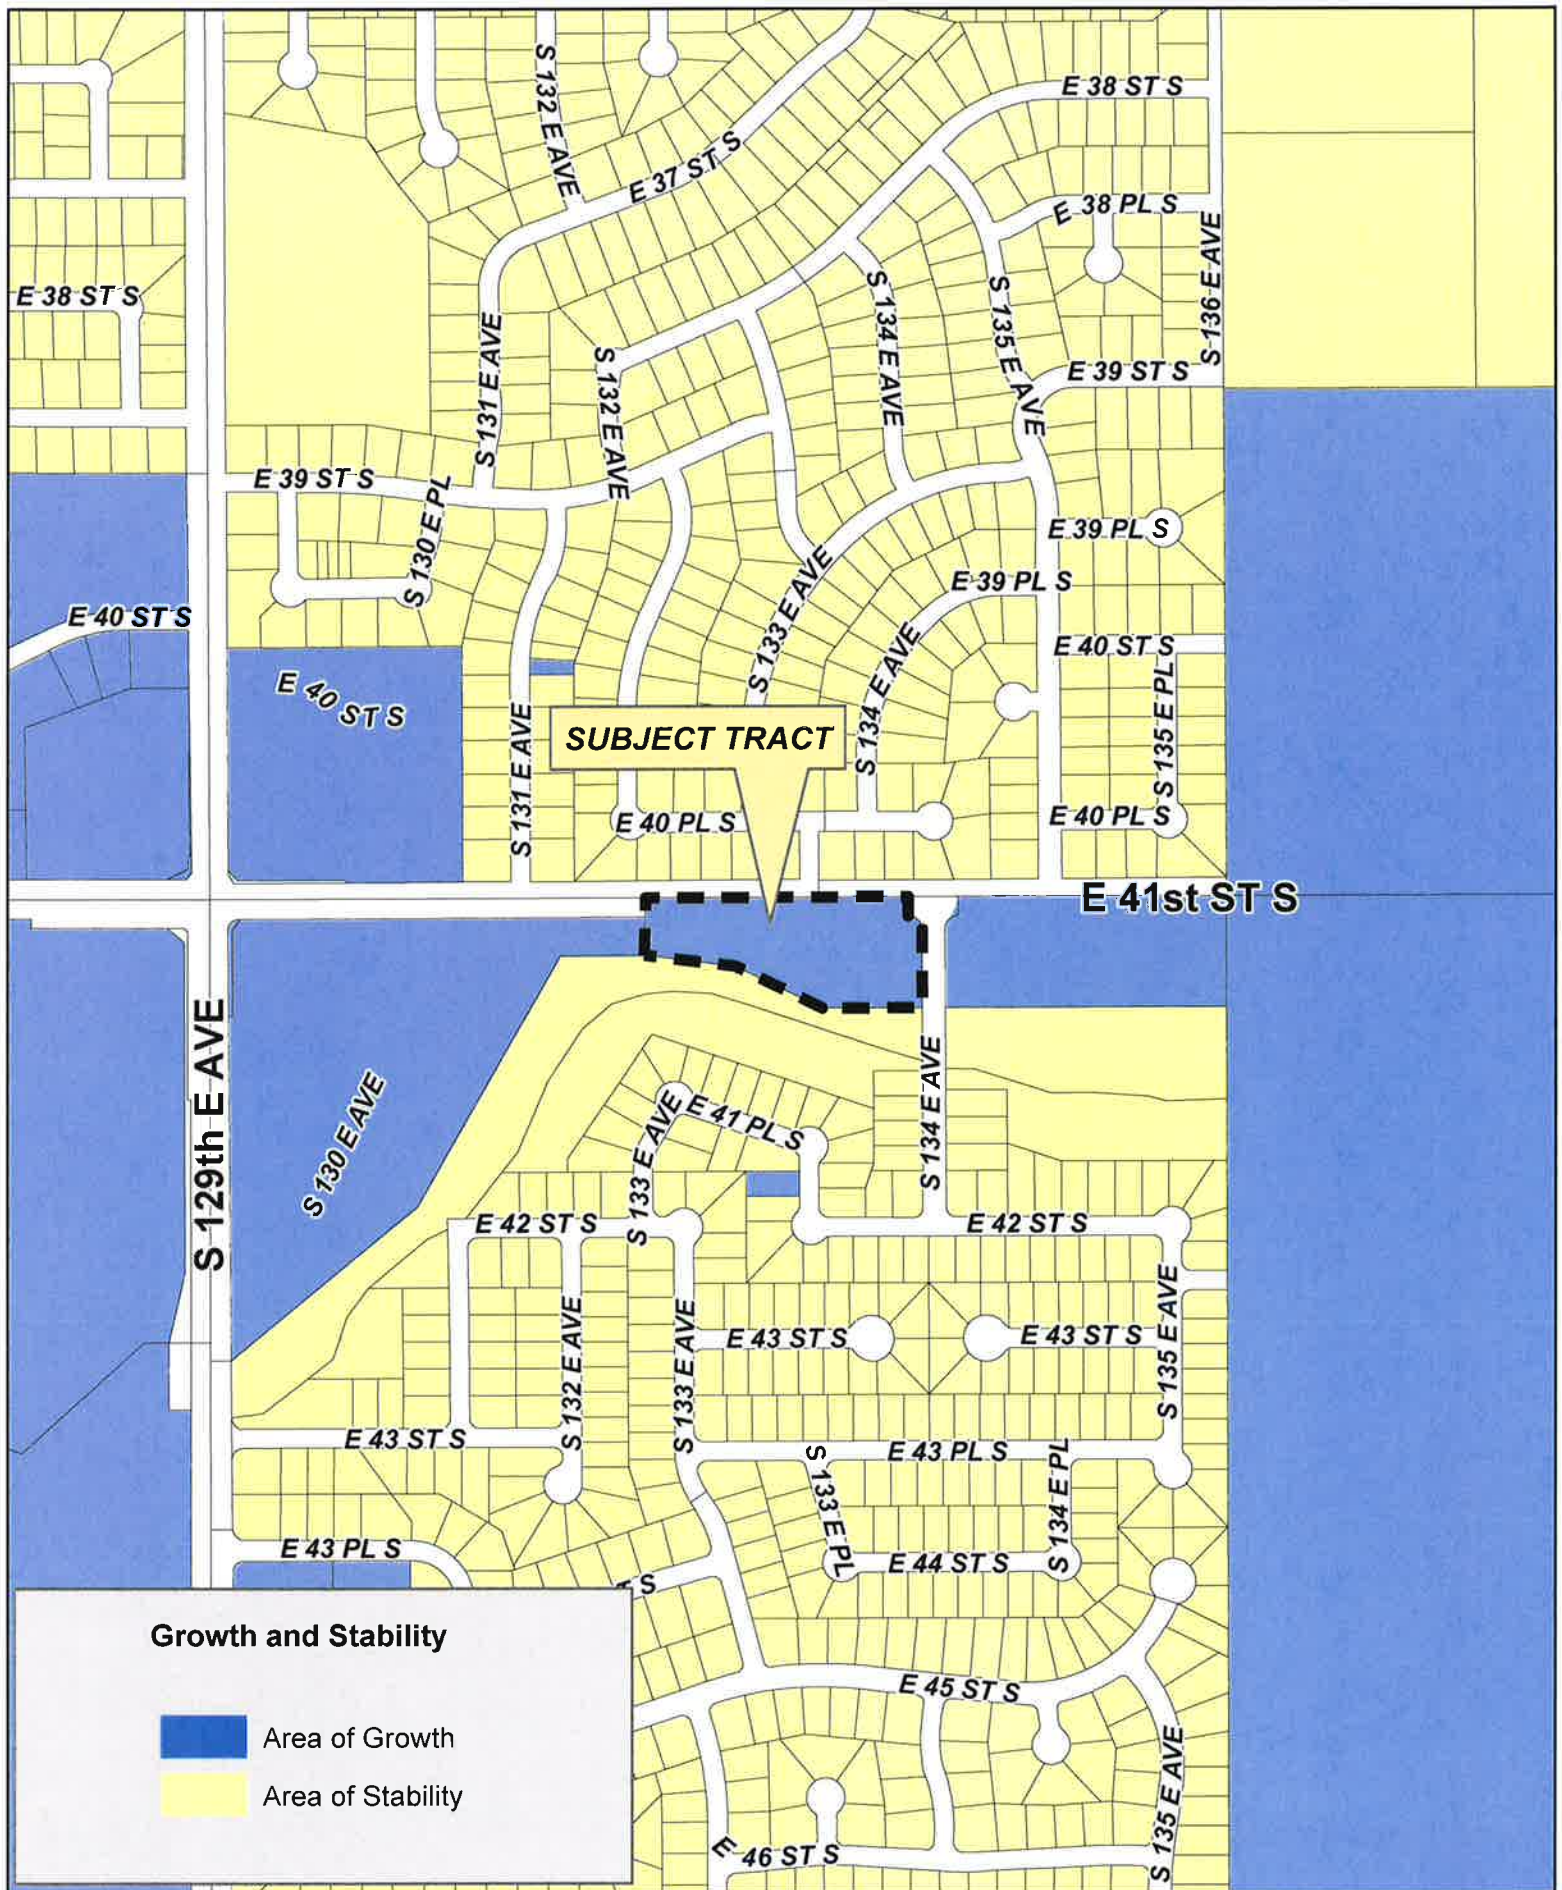 S 132 E AVE
E 37 ST S
E 38 ST S
E 38 PL S
S 136 E AVE
E 38 ST S
S 131 E AVE
S 132 E AVE
S 134 E AVE
S 135 E AVE
E 39 ST S
E 39 ST S
S 130 E PL
E 39 PL S
E 39 PL S
S 133 E AVE
S 134 E AVE
E 40 ST S
E 40 ST S
S 135 E PL
E 40 ST S
S 131 E AVE
SUBJECT TRACT
E 40 PL S
E 40 PL S
E 41st ST S
S 129th E AVE
S 130 E AVE
S 133 E AVE
E 41 PL S
S 134 E AVE
E 42 ST S
E 42 ST S
S 132 E AVE
S 133 E AVE
E 43 ST S
E 43 ST S
S 135 E AVE
E 43 ST S
E 43 PL S
S 133 E PL
S 134 E PL
E 43 PL S
E 44 ST S
S
E 45 ST S
S 135 E AVE
E 46 ST S
Growth and Stability
Area of Growth
Area of Stability